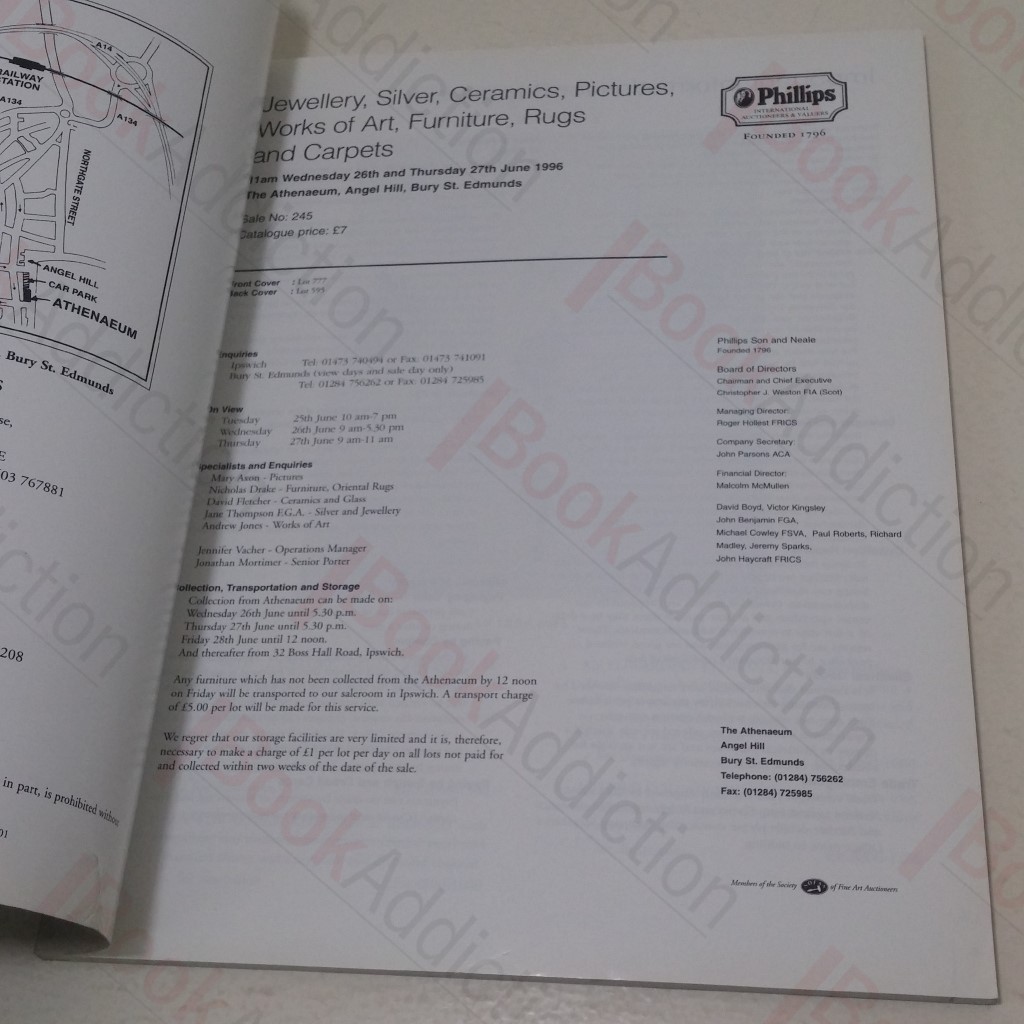 RAILWAY
STATION
A14
A134
A134
NORTHGATE STREET
ANGEL HILL
CAR PARK
ATHENAEUM
Bury St. Edmunds
03 767881
208
in part, is prohibited without
01
Jewellery, Silver, Ceramics, Pictures,
Works of Art, Furniture, Rugs
and Carpets
11am Wednesday 26th and Thursday 27th June 1996
The Athenaeum, Angel Hill, Bury St. Edmunds
Sale No: 245
Catalogue price: £7
Front Cover : Lot 777
Back Cover : Lot 595
Enquiries
Ipswich Tel: 01473 740494 or Fax: 01473 741091
Bury St. Edmunds (view days and sale day only)
Tel: 01284 756262 or Fax: 01284 725985
On View
Tuesday 25th June 10 am-7 pm
Wednesday 26th June 9 am-5.30 pm
Thursday 27th June 9 am-11 am
Specialists and Enquiries
Mary Axon - Pictures
Nicholas Drake - Furniture, Oriental Rugs
David Fletcher - Ceramics and Glass
Jane Thompson F.G.A. - Silver and Jewellery
Andrew Jones - Works of Art
Jennifer Vacher - Operations Manager
Jonathan Mortimer - Senior Porter
Collection, Transportation and Storage
Collection from Athenaeum can be made on:
Wednesday 26th June until 5.30 p.m.
Thursday 27th June until 5.30 p.m.
Friday 28th June until 12 noon.
And thereafter from 32 Boss Hall Road, Ipswich.
Any furniture which has not been collected from the Athenaeum by 12 noon
on Friday will be transported to our saleroom in Ipswich. A transport charge
of £5.00 per lot will be made for this service.
We regret that our storage facilities are very limited and it is, therefore,
necessary to make a charge of £1 per lot per day on all lots not paid for
and collected within two weeks of the date of the sale.
Phillips
INTERNATIONAL
AUCTIONEERS & VALUERS
FOUNDED 1796
Phillips Son and Neale
Founded 1796
Board of Directors
Chairman and Chief Executive
Christopher J. Weston FIA (Scot)
Managing Director:
Roger Hollest FRICS
Company Secretary:
John Parsons ACA
Financial Director:
Malcolm McMullen
David Boyd, Victor Kingsley
John Benjamin FGA,
Michael Cowley FSVA, Paul Roberts, Richard
Madley, Jeremy Sparks,
John Haycraft FRICS
The Athenaeum
Angel Hill
Bury St. Edmunds
Telephone: (01284) 756262
Fax: (01284) 725985
Members of the Society of Fine Art Auctioneers
BookAddiction